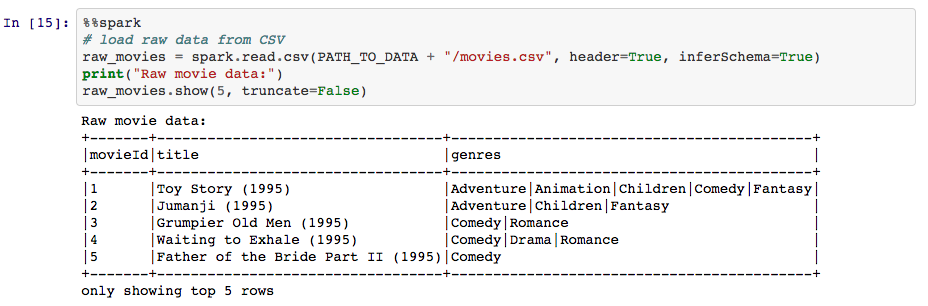 In [15]: %%spark
# load raw data from CSV
raw_movies = spark.read.csv(PATH_TO_DATA + "/movies.csv", header=True, inferSchema=True)
print("Raw movie data:")
raw_movies.show(5, truncate=False)
Raw movie data:
+-------+----------------------------------+-------------------------------------------+
|movieId|title                             |genres                                     |
+-------+----------------------------------+-------------------------------------------+
|1      |Toy Story (1995)                  |Adventure|Animation|Children|Comedy|Fantasy|
|2      |Jumanji (1995)                    |Adventure|Children|Fantasy                 |
|3      |Grumpier Old Men (1995)           |Comedy|Romance                             |
|4      |Waiting to Exhale (1995)          |Comedy|Drama|Romance                       |
|5      |Father of the Bride Part II (1995)|Comedy                                     |
+-------+----------------------------------+-------------------------------------------+
only showing top 5 rows